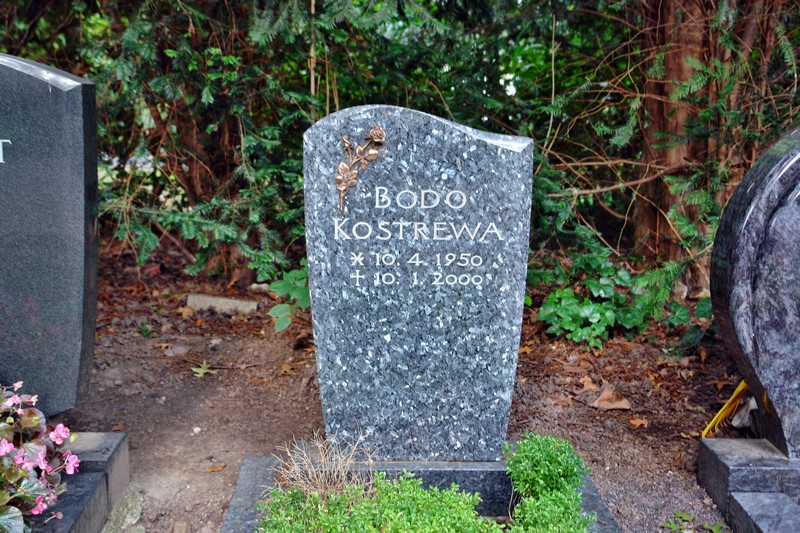 BODO
KOSTREWA
* 10. 4. 1950
† 10. 1. 2000